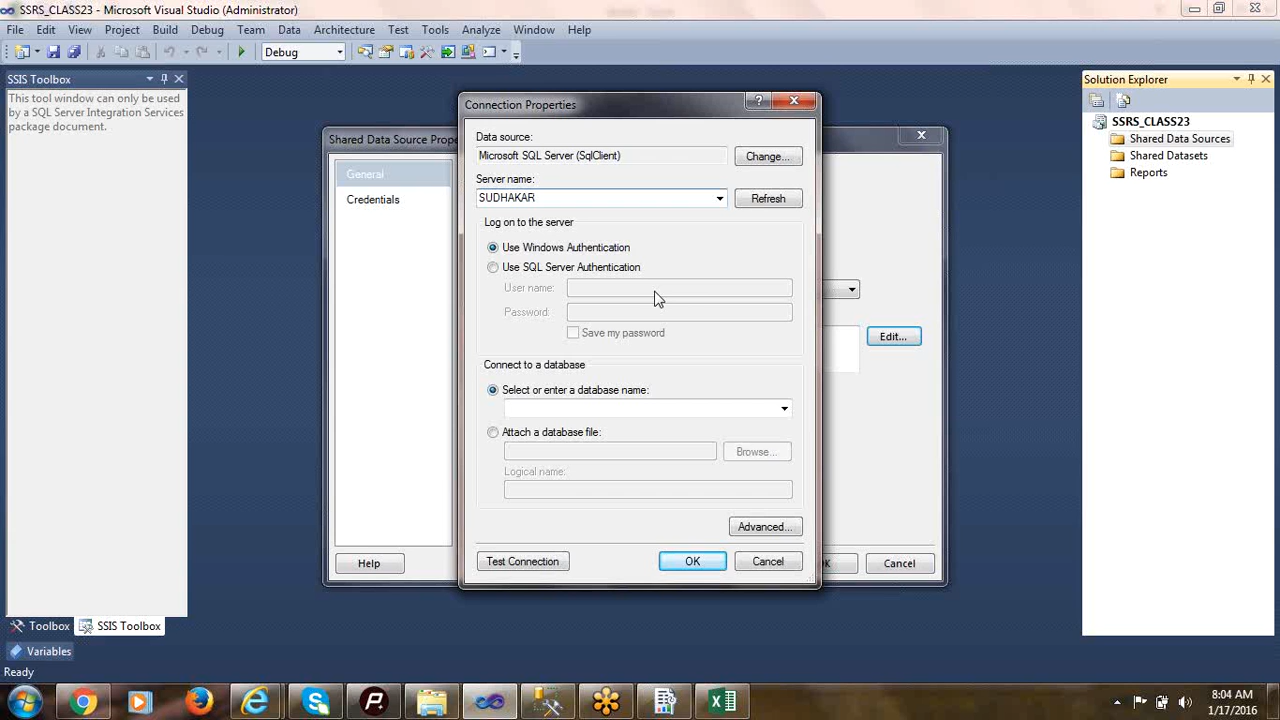 SSRS_CLASS23 - Microsoft Visual Studio (Administrator)
File Edit View Project Build Debug Team Data Architecture Test Tools Analyze Window Help
Debug
SSIS Toolbox
This tool window can only be used
by a SQL Server Integration Services
package document.
Toolbox
SSIS Toolbox
Variables
Ready
Shared Data Source Prope
General
Credentials
Edit...
Help
K
Cancel
Connection Properties
?
Data source:
Microsoft SQL Server (SqlClient)
Change...
Server name:
SUDHAKAR
Refresh
Log on to the server
Use Windows Authentication
Use SQL Server Authentication
User name:
Password:
Save my password
Connect to a database
Select or enter a database name:
Attach a database file:
Browse...
Logical name:
Advanced...
Test Connection
OK
Cancel
Solution Explorer
SSRS_CLASS23
Shared Data Sources
Shared Datasets
Reports
8:04 AM
1/17/2016